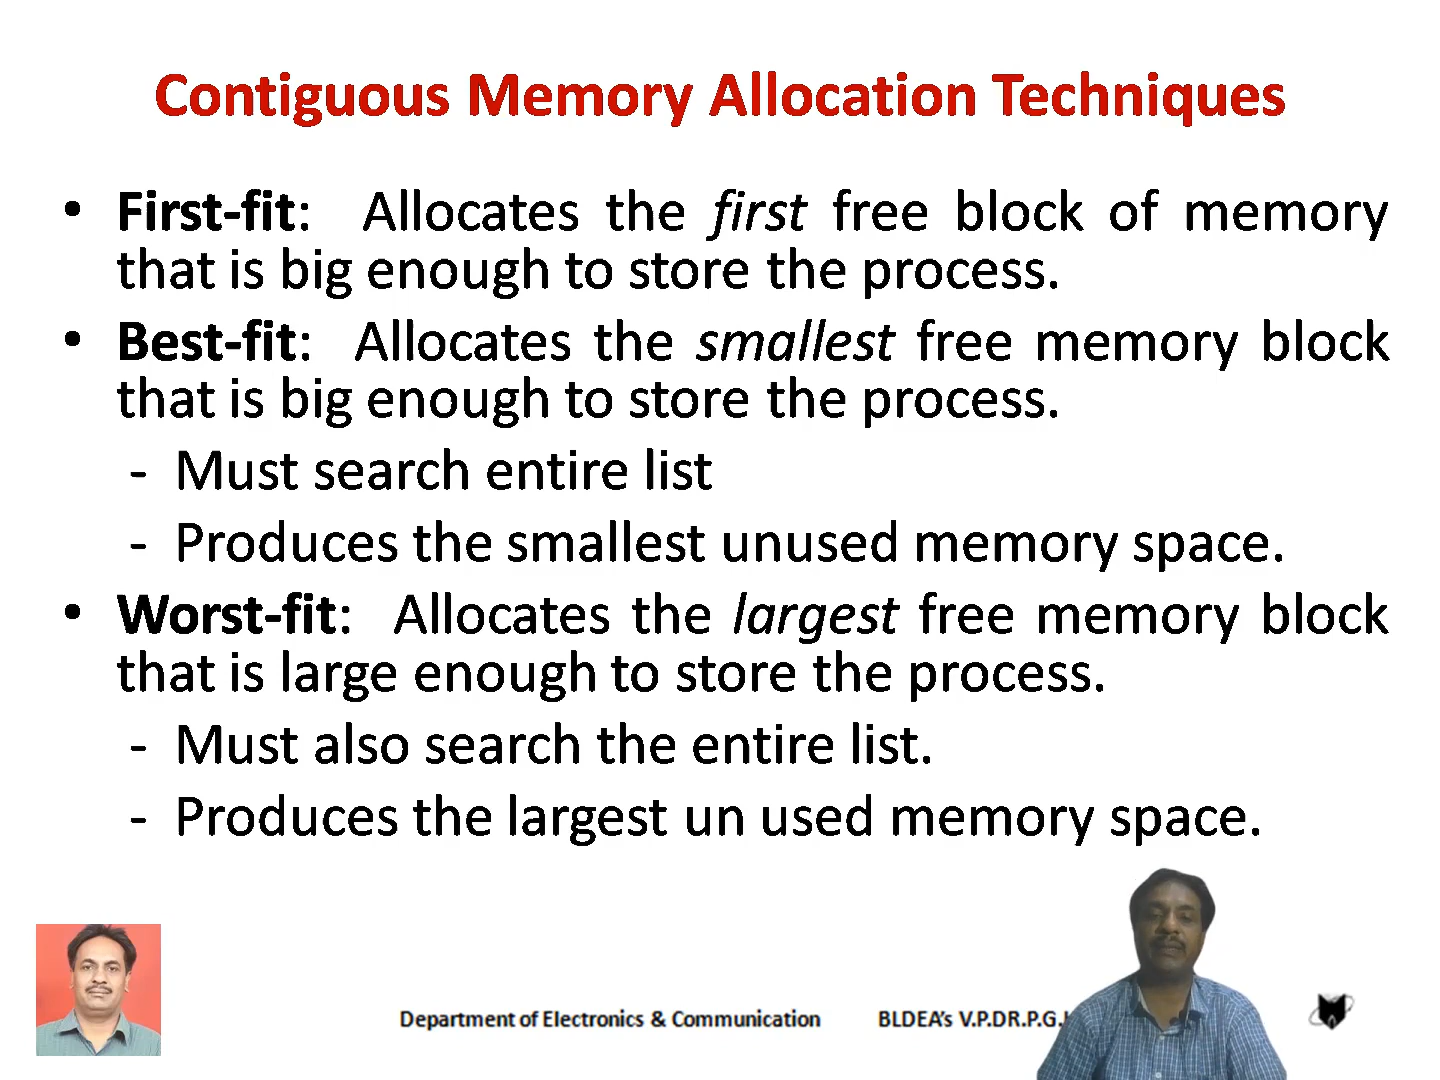 Contiguous Memory Allocation Techniques
• First-fit: Allocates the first free block of memory
that is big enough to store the process.
• Best-fit: Allocates the smallest free memory block
that is big enough to store the process.
- Must search entire list
- Produces the smallest unused memory space.
• Worst-fit: Allocates the largest free memory block
that is large enough to store the process.
- Must also search the entire list.
- Produces the largest un used memory space.
Department of Electronics & Communication BLDEA's V.P.DR.P.G.